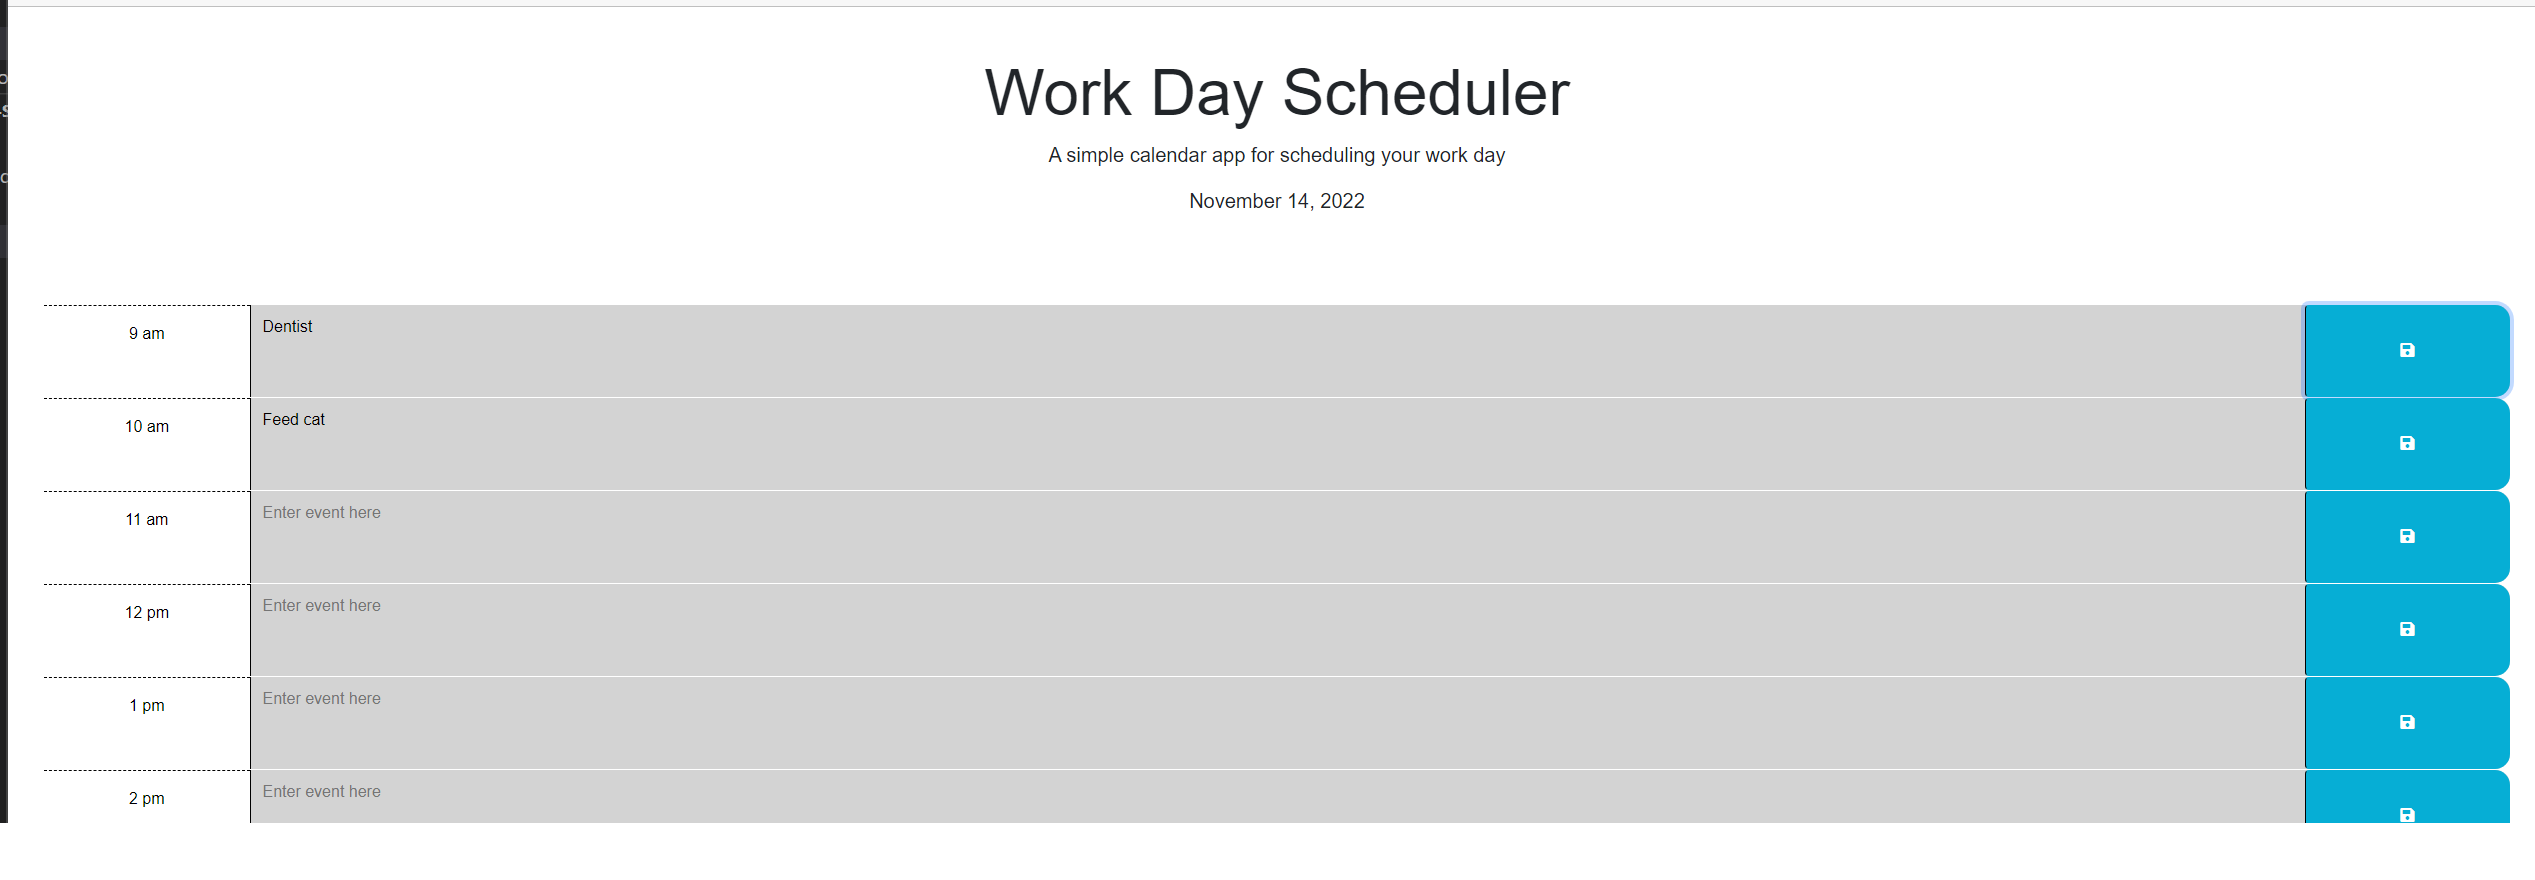 Work Day Scheduler
A simple calendar app for scheduling your work day
November 14, 2022
9 am
Dentist
10 am
Feed cat
11 am
Enter event here
12 pm
Enter event here
1 pm
Enter event here
2 pm
Enter event here